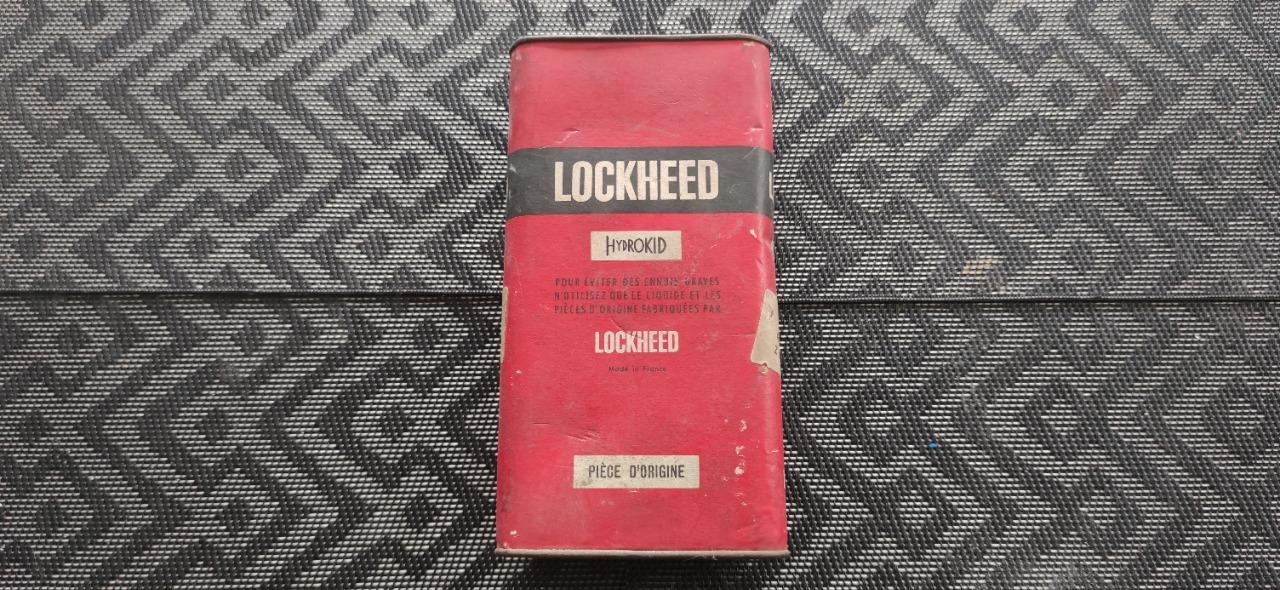 LOCKHEED
HYDROKID
POUR ÉVITER DES ENNUIS GRAVES
N'UTILISEZ QUE LE LIQUIDE ET LES
PIÈCES D'ORIGINE FABRIQUÉES PAR
LOCKHEED
Made in France
PIÈCE D'ORIGINE